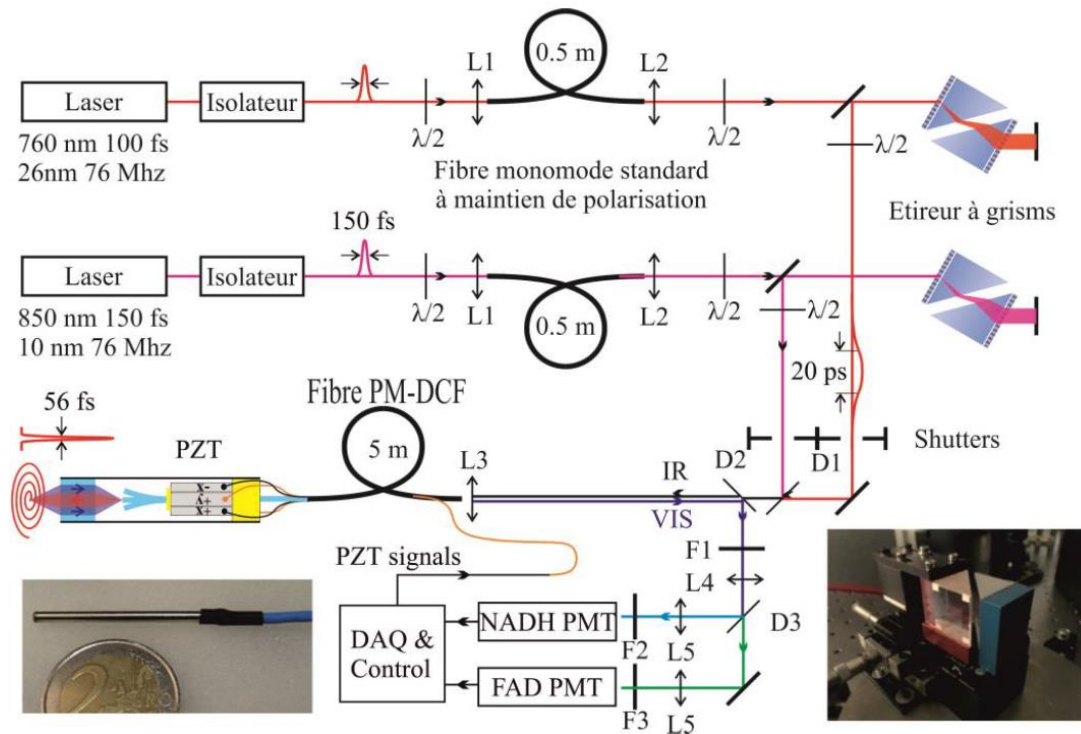 0.5 m
L1
L2
Laser
Isolateur
λ/2
λ/2
λ/2
760 nm 100 fs
26nm 76 Mhz
Fibre monomode standard
à maintien de polarisation
Etireur à grisms
150 fs
Laser
Isolateur
λ/2
L1
L2
λ/2
λ/2
850 nm 150 fs
10 nm 76 Mhz
0.5 m
20 ps
Fibre PM-DCF
56 fs
PZT
5 m
L3
D2
D1
Shutters
IR
VIS
X-
Y+
X+
F1
PZT signals
L4
DAQ &
Control
NADH PMT
F2
L5
D3
FAD PMT
F3
L5
2